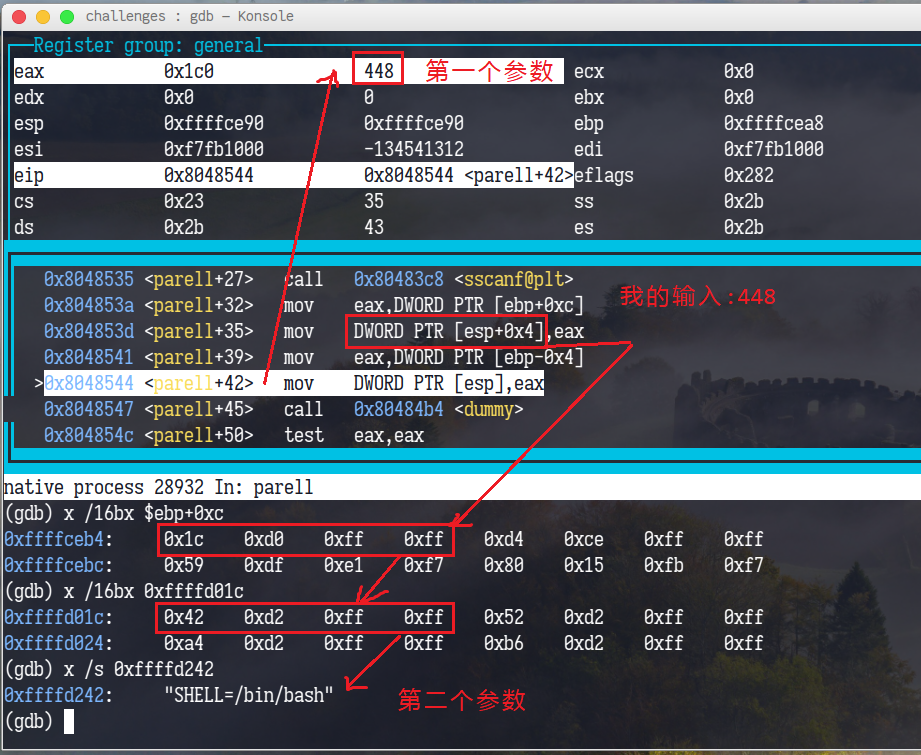 challenges : gdb — Konsole
Register group: general
eax 0x1c0 448 第一个参数 ecx 0x0
edx 0x0 0 ebx 0x0
esp 0xffffce90 0xffffce90 ebp 0xffffcea8
esi 0xf7fb1000 -134541312 edi 0xf7fb1000
eip 0x8048544 0x8048544 <parell+42> eflags 0x282
cs 0x23 35 ss 0x2b
ds 0x2b 43 es 0x2b
0x8048535 <parell+27> call 0x80483c8 <sscanf@plt>
0x804853a <parell+32> mov eax,DWORD PTR [ebp+0xc] 我的输入:448
0x804853d <parell+35> mov DWORD PTR [esp+0x4],eax
0x8048541 <parell+39> mov eax,DWORD PTR [ebp-0x4]
>0x8048544 <parell+42> mov DWORD PTR [esp],eax
0x8048547 <parell+45> call 0x80484b4 <dummy>
0x804854c <parell+50> test eax,eax
native process 28932 In: parell
(gdb) x /16bx $ebp+0xc
0xffffceb4: 0x1c 0xd0 0xff 0xff 0xd4 0xce 0xff 0xff
0xffffcebc: 0x59 0xdf 0xe1 0xf7 0x80 0x15 0xfb 0xf7
(gdb) x /16bx 0xffffd01c
0xffffd01c: 0x42 0xd2 0xff 0xff 0x52 0xd2 0xff 0xff
0xffffd024: 0xa4 0xd2 0xff 0xff 0xb6 0xd2 0xff 0xff
(gdb) x /s 0xffffd242
0xffffd242: "SHELL=/bin/bash" 第二个参数
(gdb)